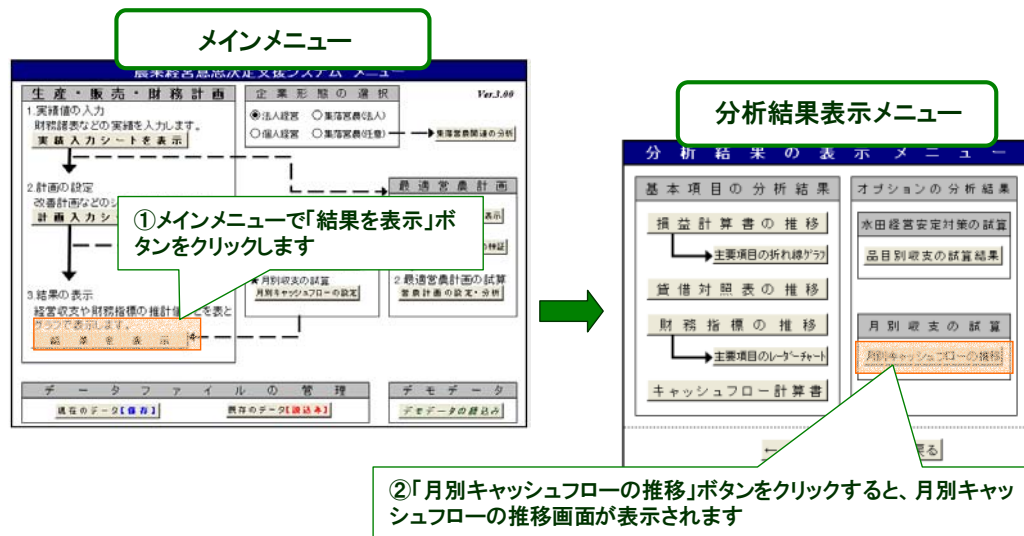 メインメニュー
農業経営意思決定支援システム メニュー
生産・販売・財務計画
1.実績値の入力
財務諸表などの実績を入力します。
実績入力シートを表示
2.計画の設定
計画入力シ
3.結果の表示
経営収支や財務指標の推計値
を表と
グラフで表示します。
結果を表示
企業形態の選択
法人経営
集落営農(法人)
個人経営
集落営農(任意)
集落営農関連の分析
Ver.3.00
最適営農計画
表示
の検証
★月別収支の試算
月別キャッシュフローの設定
2.最適営農計画の試算
営農計画の設定・分析
データファイルの管理
現在のデータ【保存】
既存のデータ【読込み】
デモデータ
デモデータの読込み
①メインメニューで「結果を表示」ボ
タンをクリックします
分析結果表示メニュー
分析結果の表示メニュー
基本項目の分析結果
損益計算書の推移
主要項目の折れ線グラフ
貸借対照表の推移
財務指標の推移
主要項目のレーダーチャート
キャッシュフロー計算書
オプションの分析結果
水田経営安定対策の試算
品目別収支の試算結果
月別収支の試算
月別キャッシュフローの推移
←
戻る
②「月別キャッシュフローの推移」ボタンをクリックすると、月別キャッ
シュフローの推移画面が表示されます